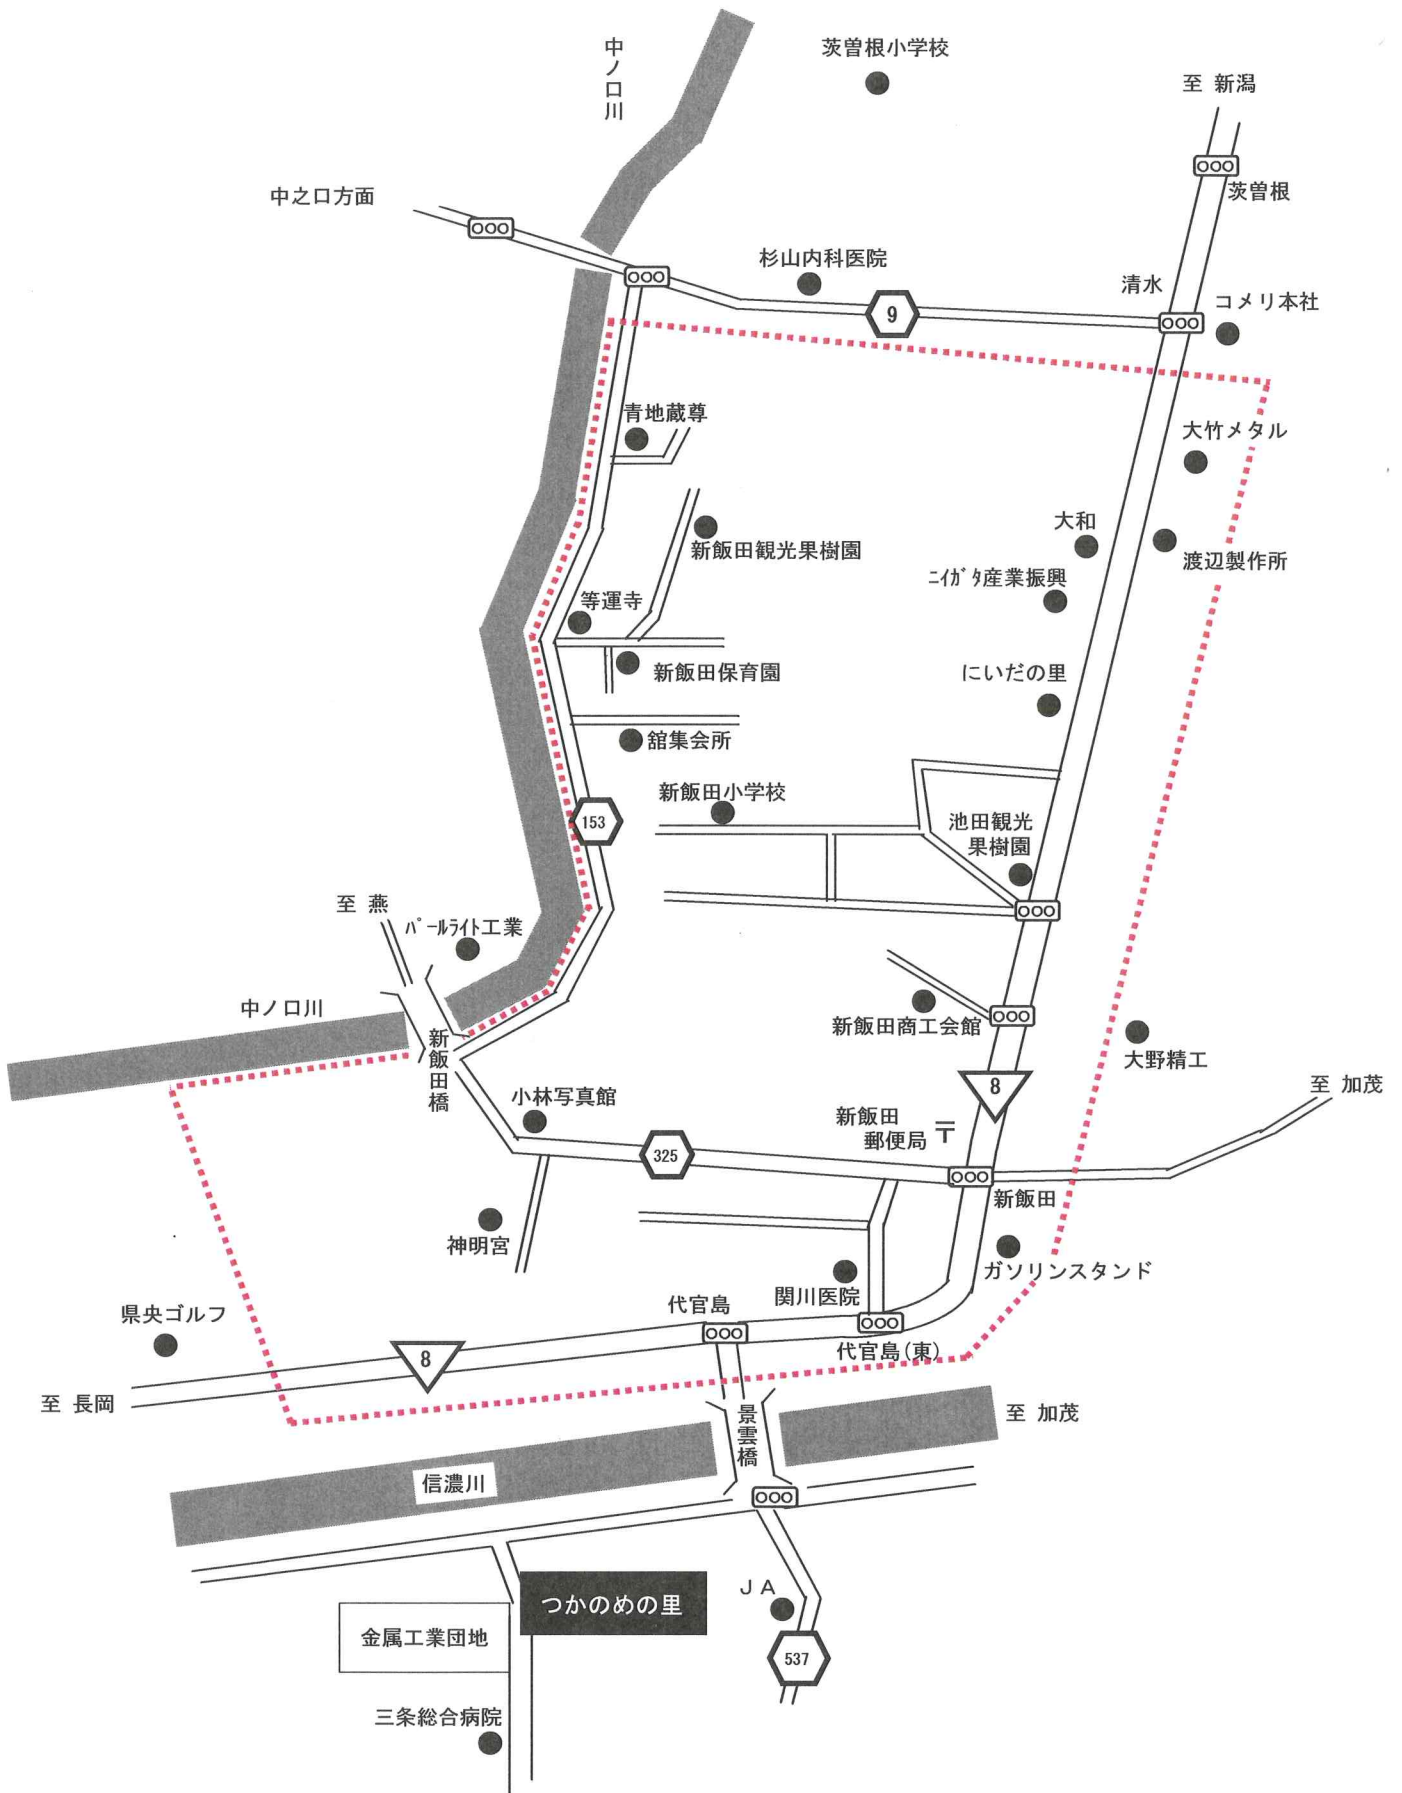 中ノ口川
茨曽根小学校
至 新潟
茨曽根
中之口方面
杉山内科医院
清水
コメリ本社
9
青地蔵尊
大竹メタル
大和
新飯田観光果樹園
渡辺製作所
ﾆｲｶﾞﾀ産業振興
等運寺
新飯田保育園
にいだの里
舘集会所
新飯田小学校
153
池田観光
果樹園
至 燕
ﾊﾟｰﾙﾗｲﾄ工業
中ノ口川
新飯田橋
新飯田商工会館
大野精工
8
至 加茂
小林写真館
新飯田
郵便局 〒
325
新飯田
神明宮
ガソリンスタンド
関川医院
県央ゴルフ
代官島
代官島(東)
8
至 長岡
景雲橋
至 加茂
信濃川
つかのめの里
JA
金属工業団地
537
三条総合病院